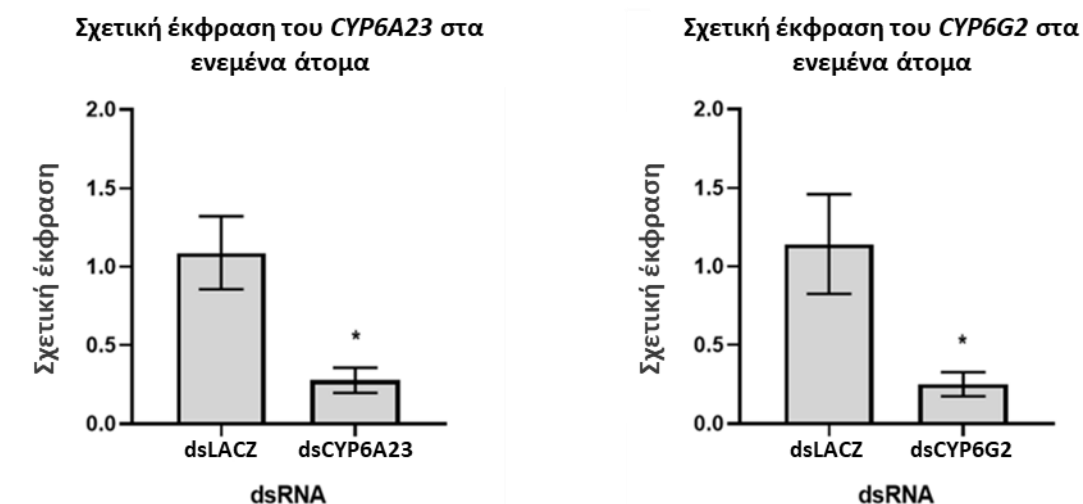 Σχετική έκφραση του CYP6A23 στα
ενεμένα άτομα
Σχετική έκφραση
2.0
1.5
1.0
0.5
0.0
*
dsLACZ dsCYP6A23
dsRNA
Σχετική έκφραση του CYP6G2 στα
ενεμένα άτομα
Σχετική έκφραση
2.0
1.5
1.0
0.5
0.0
*
dsLACZ dsCYP6G2
dsRNA